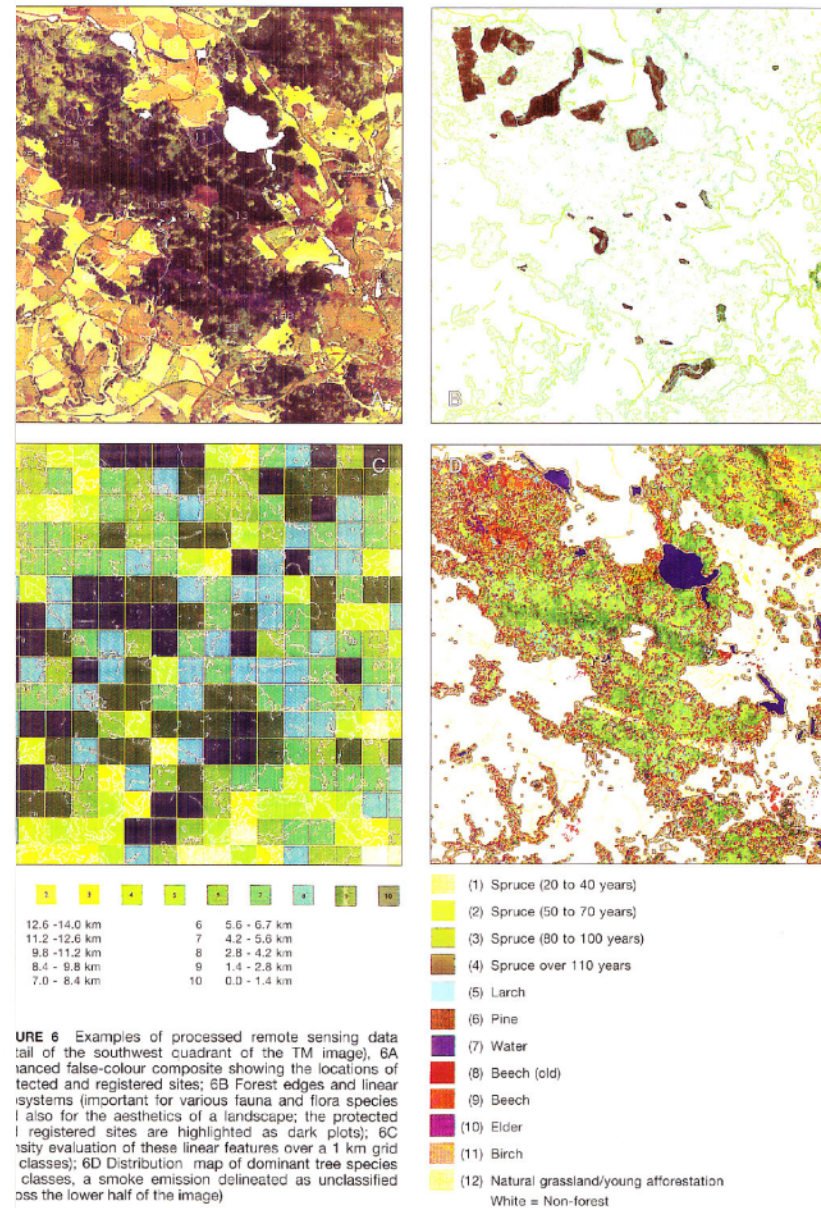 A
B
C
D
2 3 4 5 6 7 8 9 10
12.6 -14.0 km 6 5.6 - 6.7 km
11.2 -12.6 km 7 4.2 - 5.6 km
9.8 -11.2 km 8 2.8 - 4.2 km
8.4 - 9.8 km 9 1.4 - 2.8 km
7.0 - 8.4 km 10 0.0 - 1.4 km
URE 6 Examples of processed remote sensing data
tail of the southwest quadrant of the TM image), 6A
hanced false-colour composite showing the locations of
tected and registered sites; 6B Forest edges and linear
systems (important for various fauna and flora species
also for the aesthetics of a landscape; the protected
registered sites are highlighted as dark plots); 6C
nsity evaluation of these linear features over a 1 km grid
classes); 6D Distribution map of dominant tree species
classes, a smoke emission delineated as unclassified
oss the lower half of the image)
(1) Spruce (20 to 40 years)
(2) Spruce (50 to 70 years)
(3) Spruce (80 to 100 years)
(4) Spruce over 110 years
(5) Larch
(6) Pine
(7) Water
(8) Beech (old)
(9) Beech
(10) Elder
(11) Birch
(12) Natural grassland/young afforestation
White = Non-forest